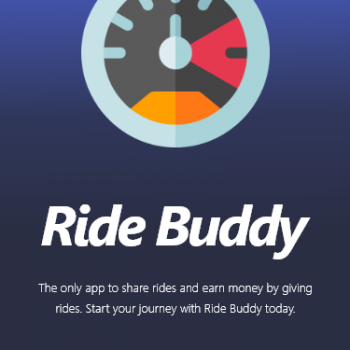 Ride Buddy
The only app to share rides and earn money by giving
rides. Start your journey with Ride Buddy today.